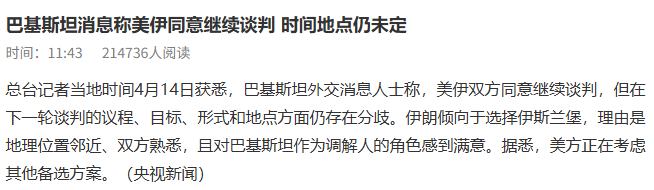 巴基斯坦消息称美伊同意继续谈判 时间地点仍未定
时间：11:43 214736人阅读
总台记者当地时间4月14日获悉，巴基斯坦外交消息人士称，美伊双方同意继续谈判，但在
下一轮谈判的议程、目标、形式和地点方面仍存在分歧。伊朗倾向于选择伊斯兰堡，理由是
地理位置邻近、双方熟悉，且对巴基斯坦作为调解人的角色感到满意。据悉，美方正在考虑
其他备选方案。（央视新闻）